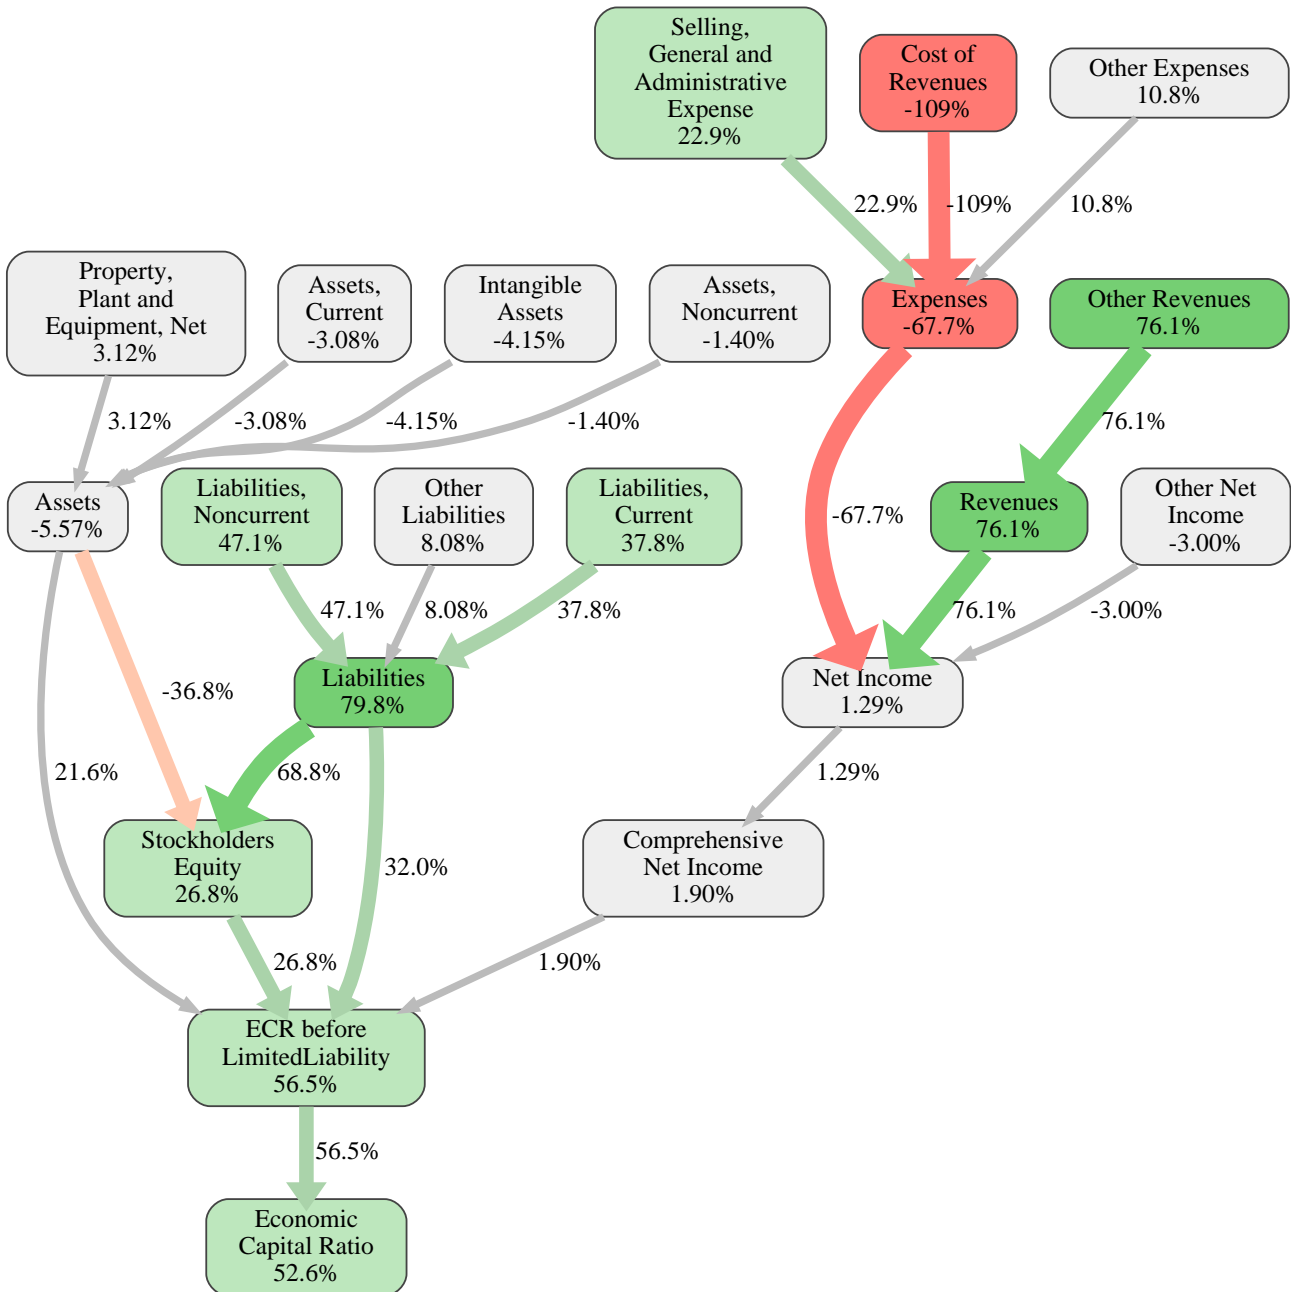 Selling,
General and
Administrative
Expense
22.9%
Cost of
Revenues
-109%
Other Expenses
10.8%
22.9%
-109%
10.8%
Property,
Plant and
Equipment, Net
3.12%
Assets,
Current
-3.08%
Intangible
Assets
-4.15%
Assets,
Noncurrent
-1.40%
Expenses
-67.7%
Other Revenues
76.1%
3.12%
-3.08%
-4.15%
-1.40%
76.1%
Assets
-5.57%
Liabilities,
Noncurrent
47.1%
Other
Liabilities
8.08%
Liabilities,
Current
37.8%
-67.7%
Revenues
76.1%
Other Net
Income
-3.00%
47.1%
8.08%
37.8%
76.1%
-3.00%
-36.8%
Liabilities
79.8%
Net Income
1.29%
21.6%
68.8%
1.29%
Stockholders
Equity
26.8%
32.0%
Comprehensive
Net Income
1.90%
26.8%
1.90%
ECR before
LimitedLiability
56.5%
56.5%
Economic
Capital Ratio
52.6%